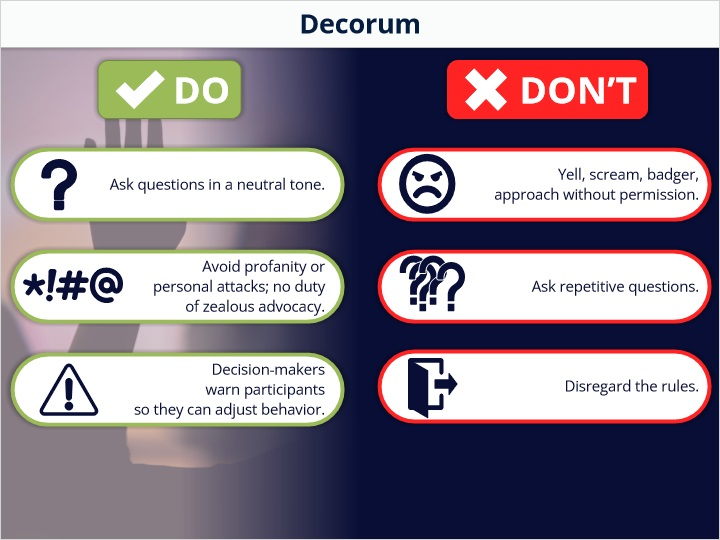 Decorum
DO
Ask questions in a neutral tone.
*!#@
Avoid profanity or
personal attacks; no duty
of zealous advocacy.
Decision-makers
warn participants
so they can adjust behavior.
DON’T
Yell, scream, badger,
approach without permission.
Ask repetitive questions.
Disregard the rules.